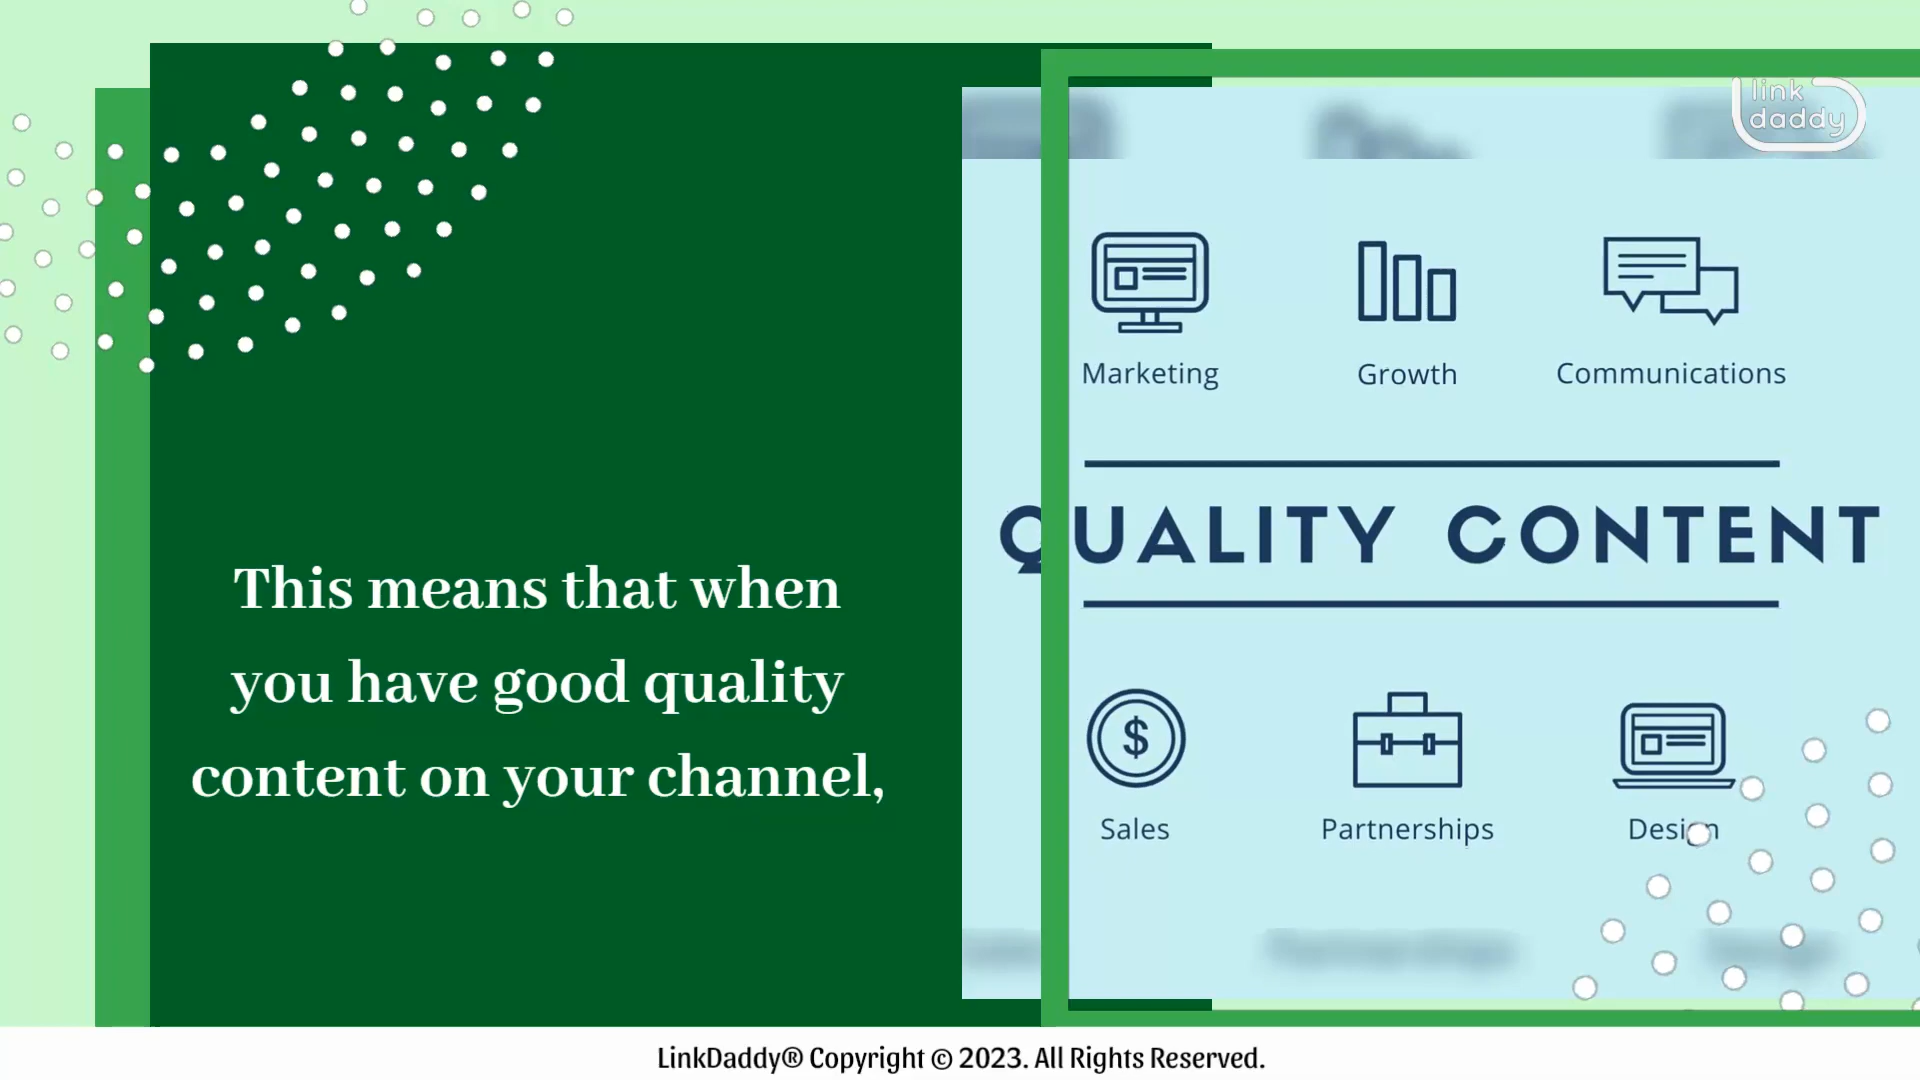 link
daddy
Marketing
Growth
Communications
QUALITY CONTENT
This means that when
you have good quality
content on your channel,
$
Sales
Partnerships
Design
LinkDaddy® Copyright © 2023. All Rights Reserved.